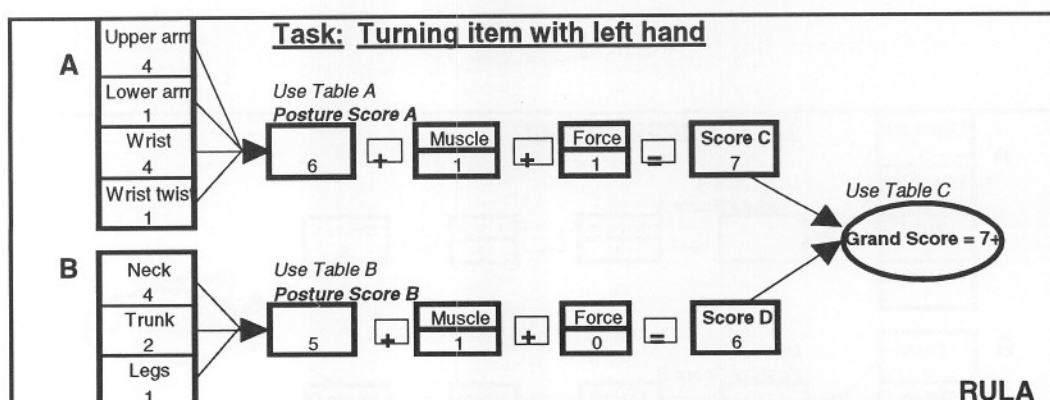 Task: Turning item with left hand
A
Upper arm
4
Lower arm
1
Wrist
4
Wrist twist
1
Use Table A
Posture Score A
6
+
Muscle
1
+
Force
1
=
Score C
7
Use Table C
Grand Score = 7+
B
Neck
4
Trunk
2
Legs
1
Use Table B
Posture Score B
5
+
Muscle
1
+
Force
0
=
Score D
6
RULA